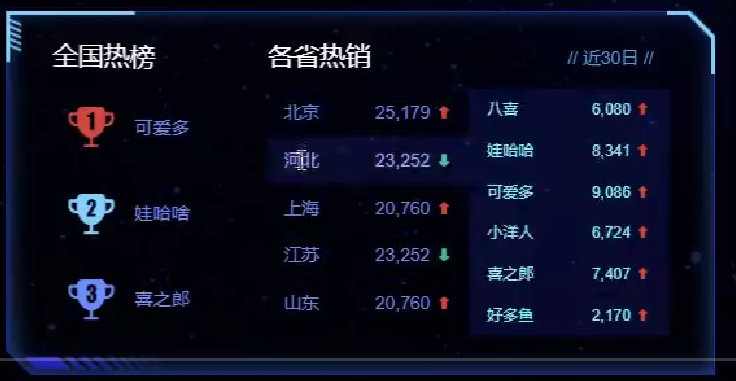 全国热榜
各省热销
// 近30日 //
1 可爱多
2 娃哈啥
3 喜之郎
北京 25,179
河北 23,252
上海 20,760
江苏 23,252
山东 20,760
八喜 6,080
娃哈哈 8,341
可爱多 9,086
小洋人 6,724
喜之郎 7,407
好多鱼 2,170